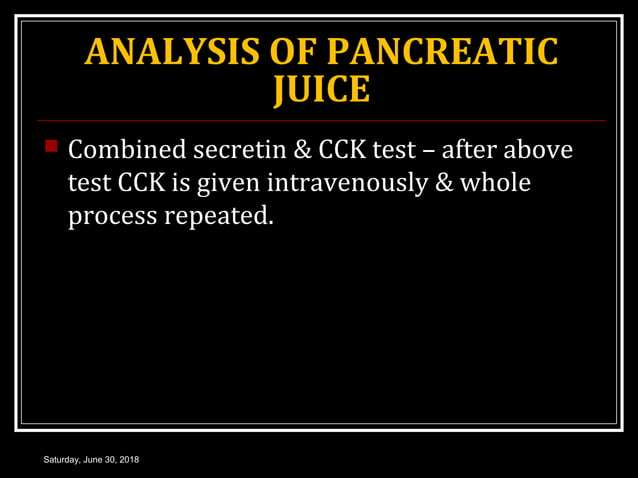 ANALYSIS OF PANCREATIC
JUICE
Combined secretin & CCK test – after above
test CCK is given intravenously & whole
process repeated.
Saturday, June 30, 2018